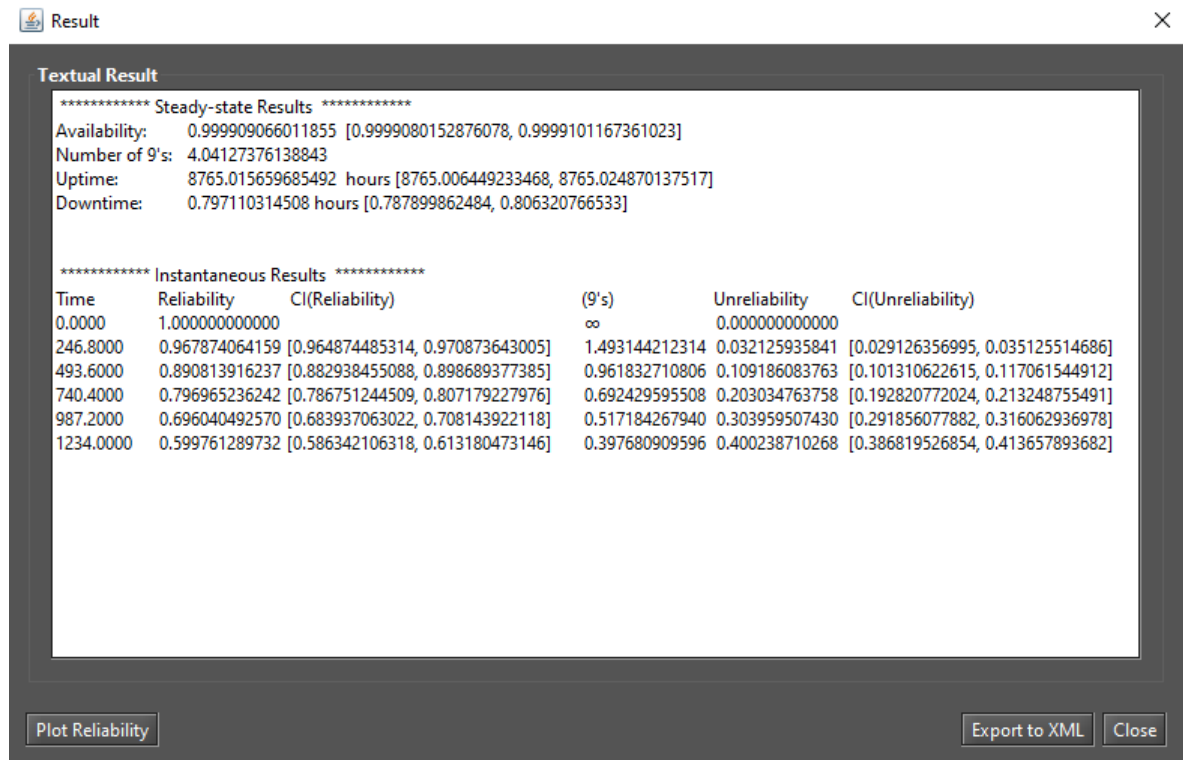 Result
Textual Result
************ Steady-state Results ************
Availability: 0.999909066011855 [0.9999080152876078, 0.9999101167361023]
Number of 9's: 4.04127376138843
Uptime: 8765.015659685492 hours [8765.006449233468, 8765.024870137517]
Downtime: 0.797110314508 hours [0.787899862484, 0.806320766533]
************ Instantaneous Results ************
Time Reliability CI(Reliability) (9's) Unreliability CI(Unreliability)
0.0000 1.000000000000 ∞ 0.000000000000
246.8000 0.967874064159 [0.964874485314, 0.970873643005] 1.493144212314 0.032125935841 [0.029126356995, 0.035125514686]
493.6000 0.890813916237 [0.882938455088, 0.898689377385] 0.961832710806 0.109186083763 [0.101310622615, 0.117061544912]
740.4000 0.796965236242 [0.786751244509, 0.807179227976] 0.692429595508 0.203034763758 [0.192820772024, 0.213248755491]
987.2000 0.696040492570 [0.683937063022, 0.708143922118] 0.517184267940 0.303959507430 [0.291856077882, 0.316062936978]
1234.0000 0.599761289732 [0.586342106318, 0.613180473146] 0.397680909596 0.400238710268 [0.386819526854, 0.413657893682]
Plot Reliability Export to XML Close